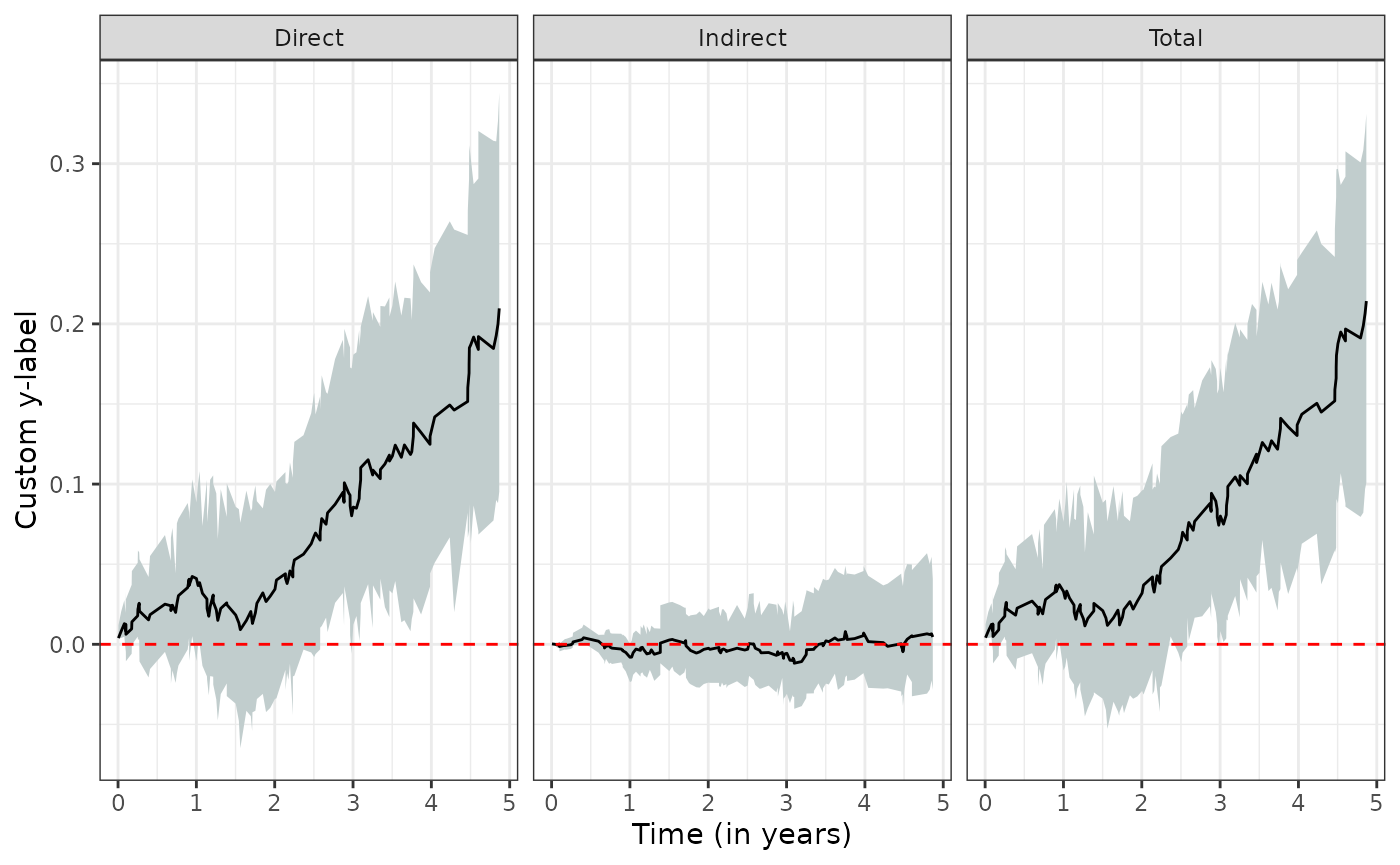 Direct Indirect Total
0.3
0.2
0.1
0.0
Custom y-label
0 1 2 3 4 5 0 1 2 3 4 5 0 1 2 3 4 5
Time (in years)